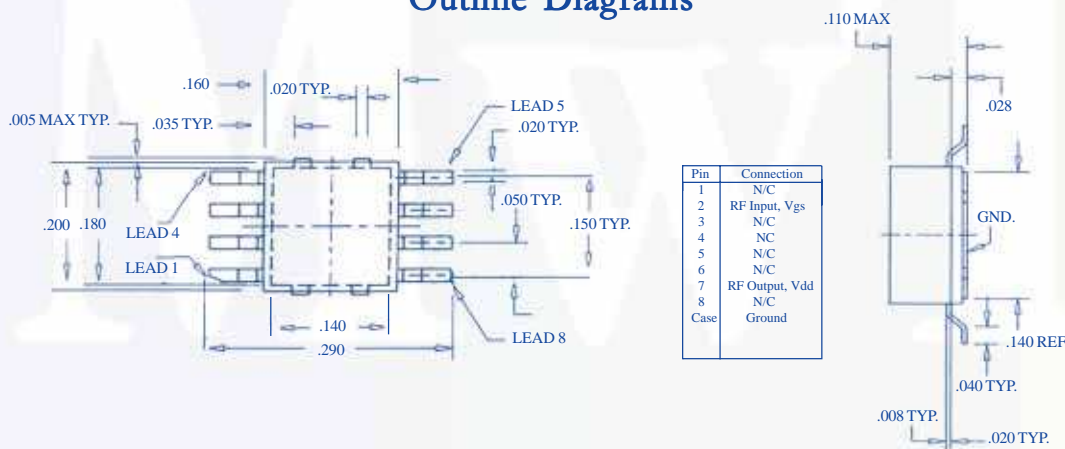 Outline Diagrams
.110 MAX
.160
.020 TYP.
.028
.005 MAX TYP.
.035 TYP.
LEAD 5
.020 TYP.
.050 TYP.
.150 TYP.
.200
.180
LEAD 4
LEAD 1
LEAD 8
.140
.290
Pin Connection
1 N/C
2 RF Input, Vgs
3 N/C
4 NC
5 N/C
6 N/C
7 RF Output, Vdd
8 N/C
Case Ground
GND.
.140 REF
.040 TYP.
.008 TYP.
.020 TYP.